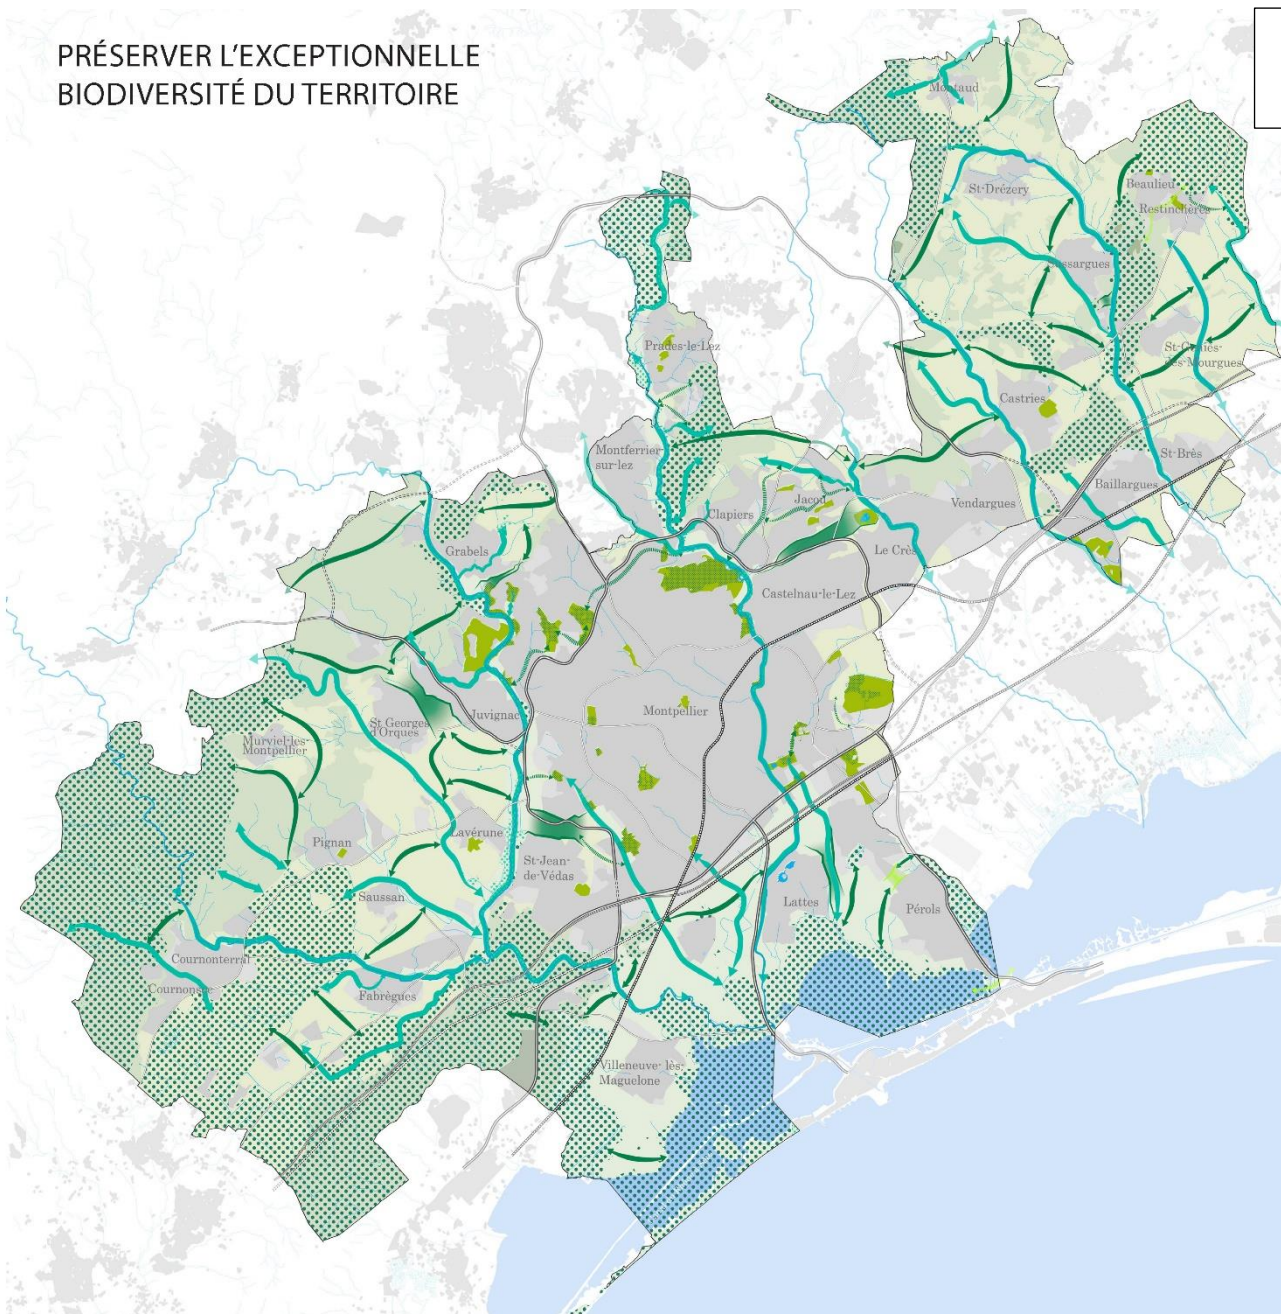 PRÉSERVER L'EXCEPTIONNELLE
BIODIVERSITÉ DU TERRITOIRE
Montaud
St-Drézery
Beaulieu
Restinclières
Sussargues
Prades-le-Lez
St-Geniès-
des-Mourgues
Castries
Montferrier-
sur-lez
St-Brès
Baillargues
Jacou
Vendargues
Clapiers
Grabels
Le Crès
Castelnau-le-Lez
Juvignac
Montpellier
St Georges
d'Orques
Murviel-les-
Montpellier
Lavérune
Pignan
St-Jean-
de-Védas
Saussan
Lattes
Pérols
Cournonterral
Cournonsec
Fabrègues
Villeneuve-lès-
Maguelone